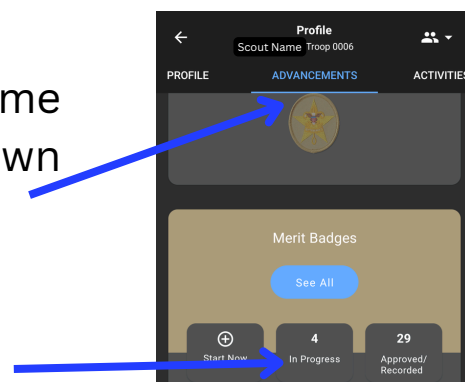 Profile
Scout Name Troop 0006
PROFILE ADVANCEMENTS ACTIVITIES
me
wn
Merit Badges
See All
4 29
Start Now In Progress Approved/
Recorded